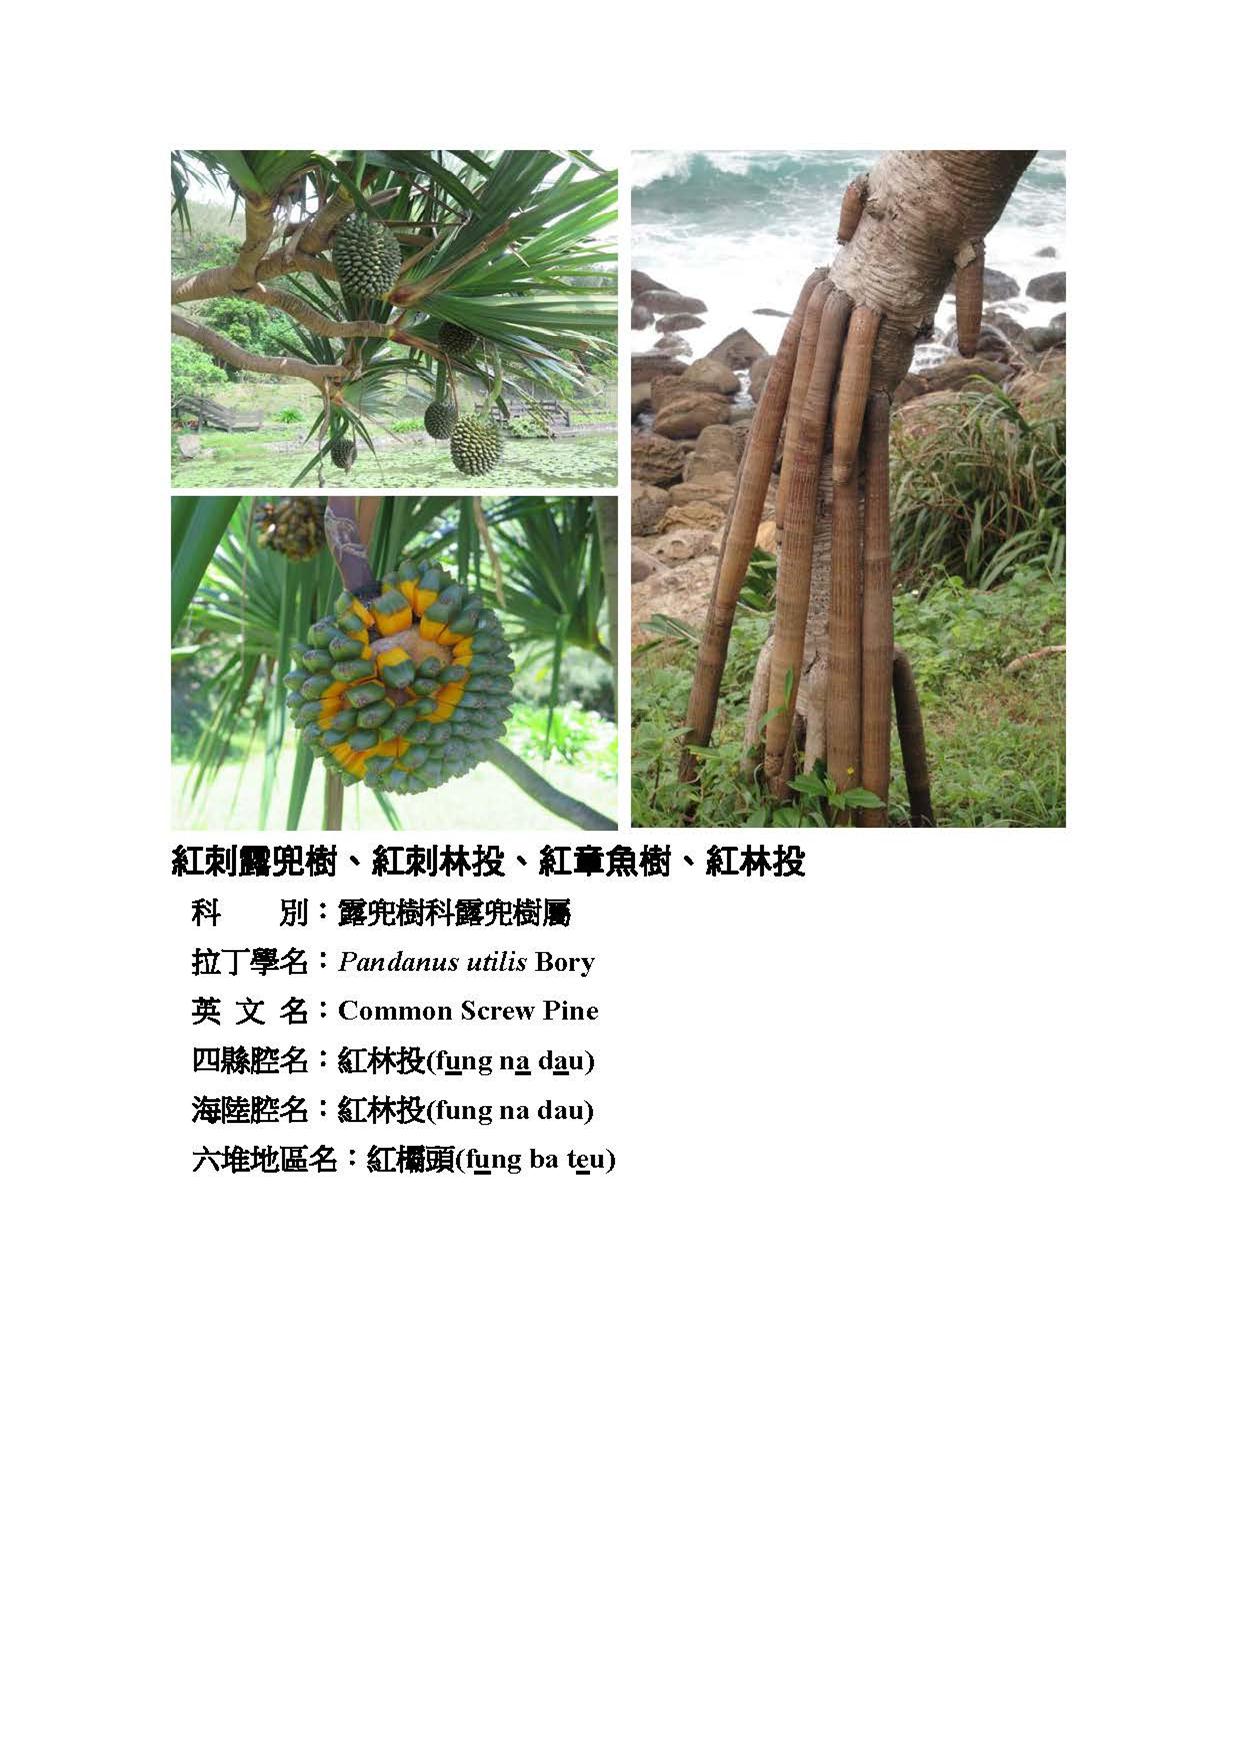 紅刺露兜樹、紅刺林投、紅章魚樹、紅林投
科　　別：露兜樹科露兜樹屬
拉丁學名：Pandanus utilis Bory
英 文 名：Common Screw Pine
四縣腔名：紅林投(fung na dau)
海陸腔名：紅林投(fung na dau)
六堆地區名：紅欛頭(fung ba teu)